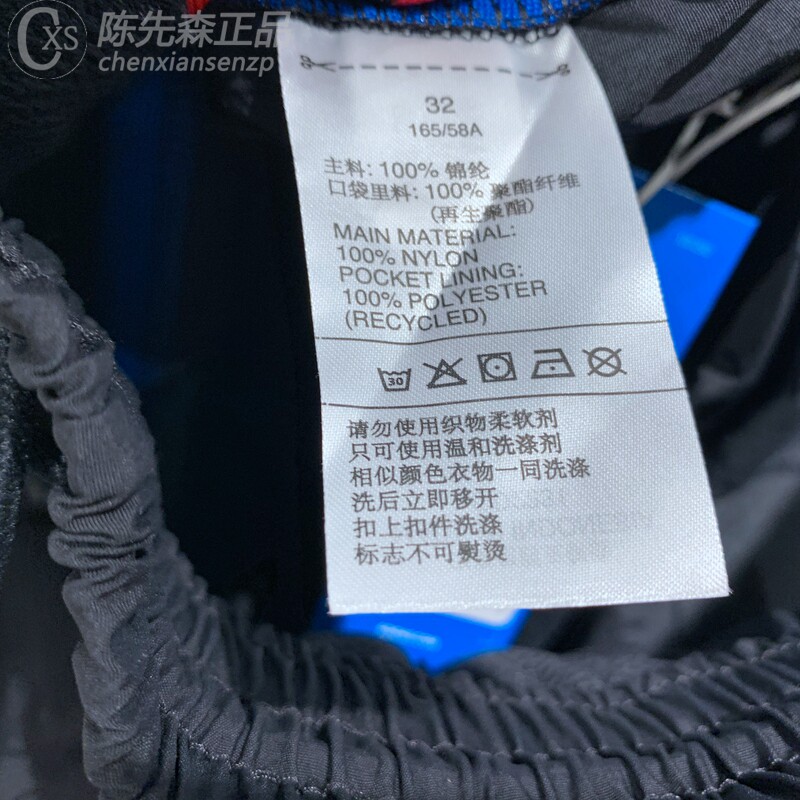 CXS
陈先森正品
chenxiansenzp
32
165/58A
主料: 100% 锦纶
口袋里料: 100% 聚酯纤维
(再生聚酯)
MAIN MATERIAL:
100% NYLON
POCKET LINING:
100% POLYESTER
(RECYCLED)
30
请勿使用织物柔软剂
只可使用温和洗涤剂
相似颜色衣物一同洗涤
洗后立即移开
扣上扣件洗涤
标志不可熨烫